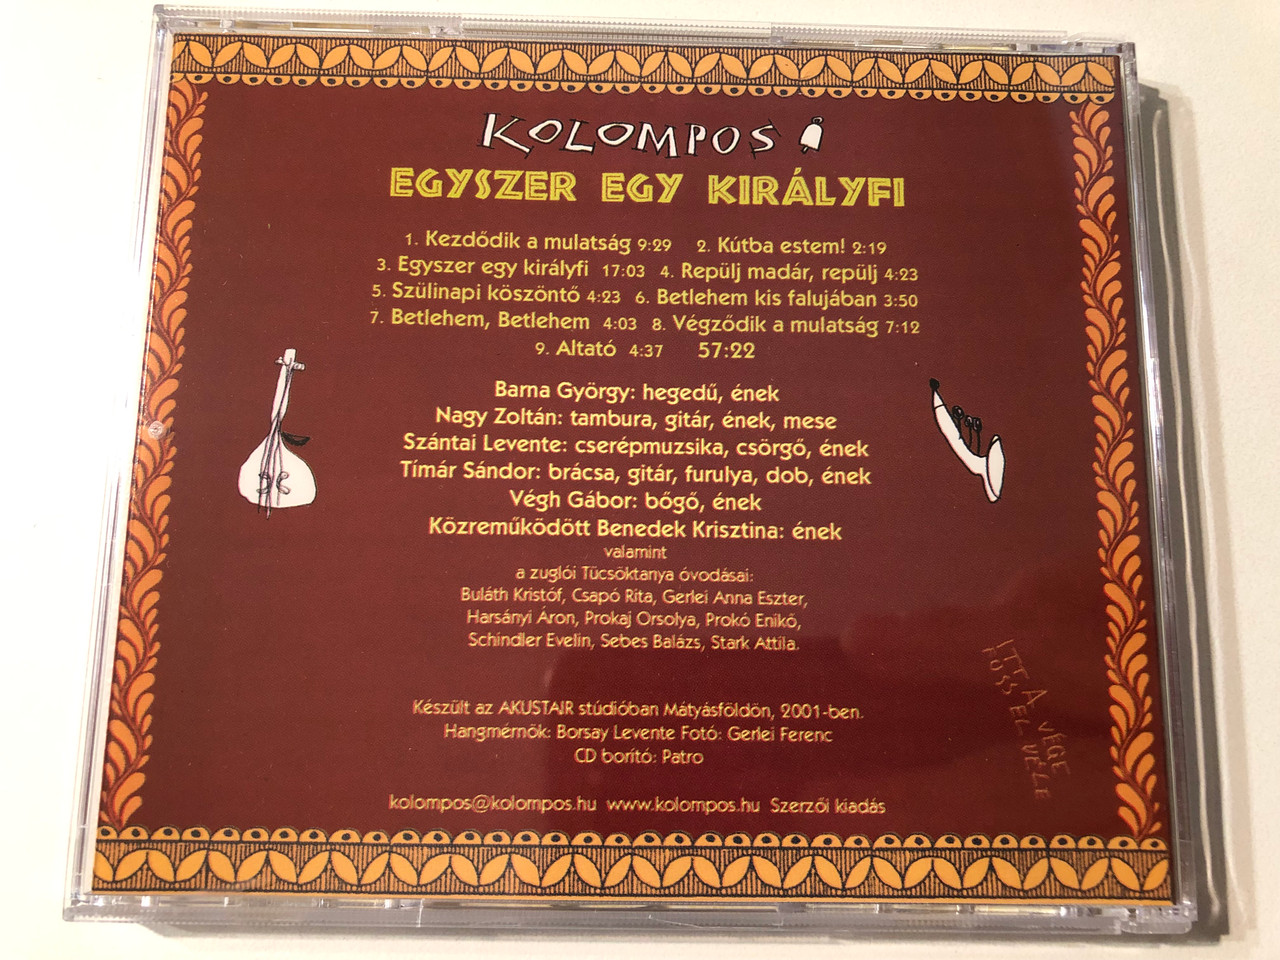 KOLOMPOS
EGYSZER EGY KIRÁLYFI
1. Kezdődik a mulatság 9:29 2. Kútba estem! 2:19
3. Egyszer egy királyfi 17:03 4. Repülj madár, repülj 4:23
5. Szülinapi köszöntő 4:23 6. Betlehem kis falujában 3:50
7. Betlehem, Betlehem 4:03 8. Végződik a mulatság 7:12
9. Altató 4:37 57:22
Barna György: hegedű, ének
Nagy Zoltán: tambura, gitár, ének, mese
Szántai Levente: cserépmuzsika, csörgő, ének
Tímár Sándor: brácsa, gitár, furulya, dob, ének
Végh Gábor: bőgő, ének
Közreműködött Benedek Krisztina: ének
valamint
a zuglói Tücsöktanya óvodásai:
Buláth Kristóf, Csapó Rita, Gerlei Anna Eszter,
Harsányi Áron, Prokaj Orsolya, Prokó Enikő,
Schindler Evelin, Sebes Balázs, Stark Attila.
Készült az AKUSTAIR stúdióban Mátyásföldön, 2001-ben.
Hangmérnök: Borsay Levente Fotó: Gerlei Ferenc
CD borító: Patro
kolompos@kolompos.hu www.kolompos.hu Szerzői kiadás
ITT A VÉGE
FUSS EL VÉLE